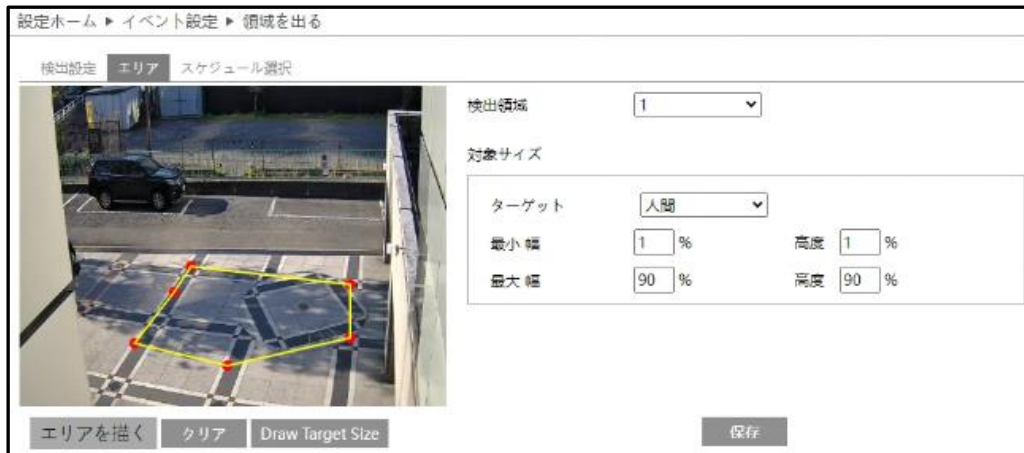 設定ホーム ▶ イベント設定 ▶ 領域を出る
検出設定 エリア スケジュール選択
検出領域 1
対象サイズ
ターゲット 人間
最小 幅 1 % 高度 1 %
最大 幅 90 % 高度 90 %
エリアを描く クリア Draw Target Size 保存